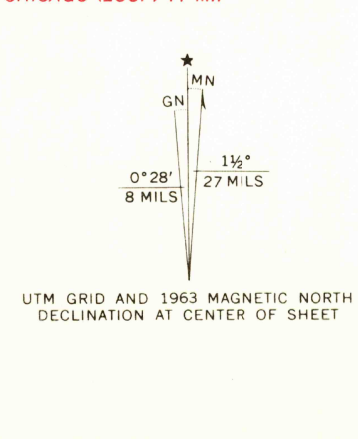 MN
GN
1½°
27 MILS
0°28'
8 MILS
UTM GRID AND 1963 MAGNETIC NORTH
DECLINATION AT CENTER OF SHEET